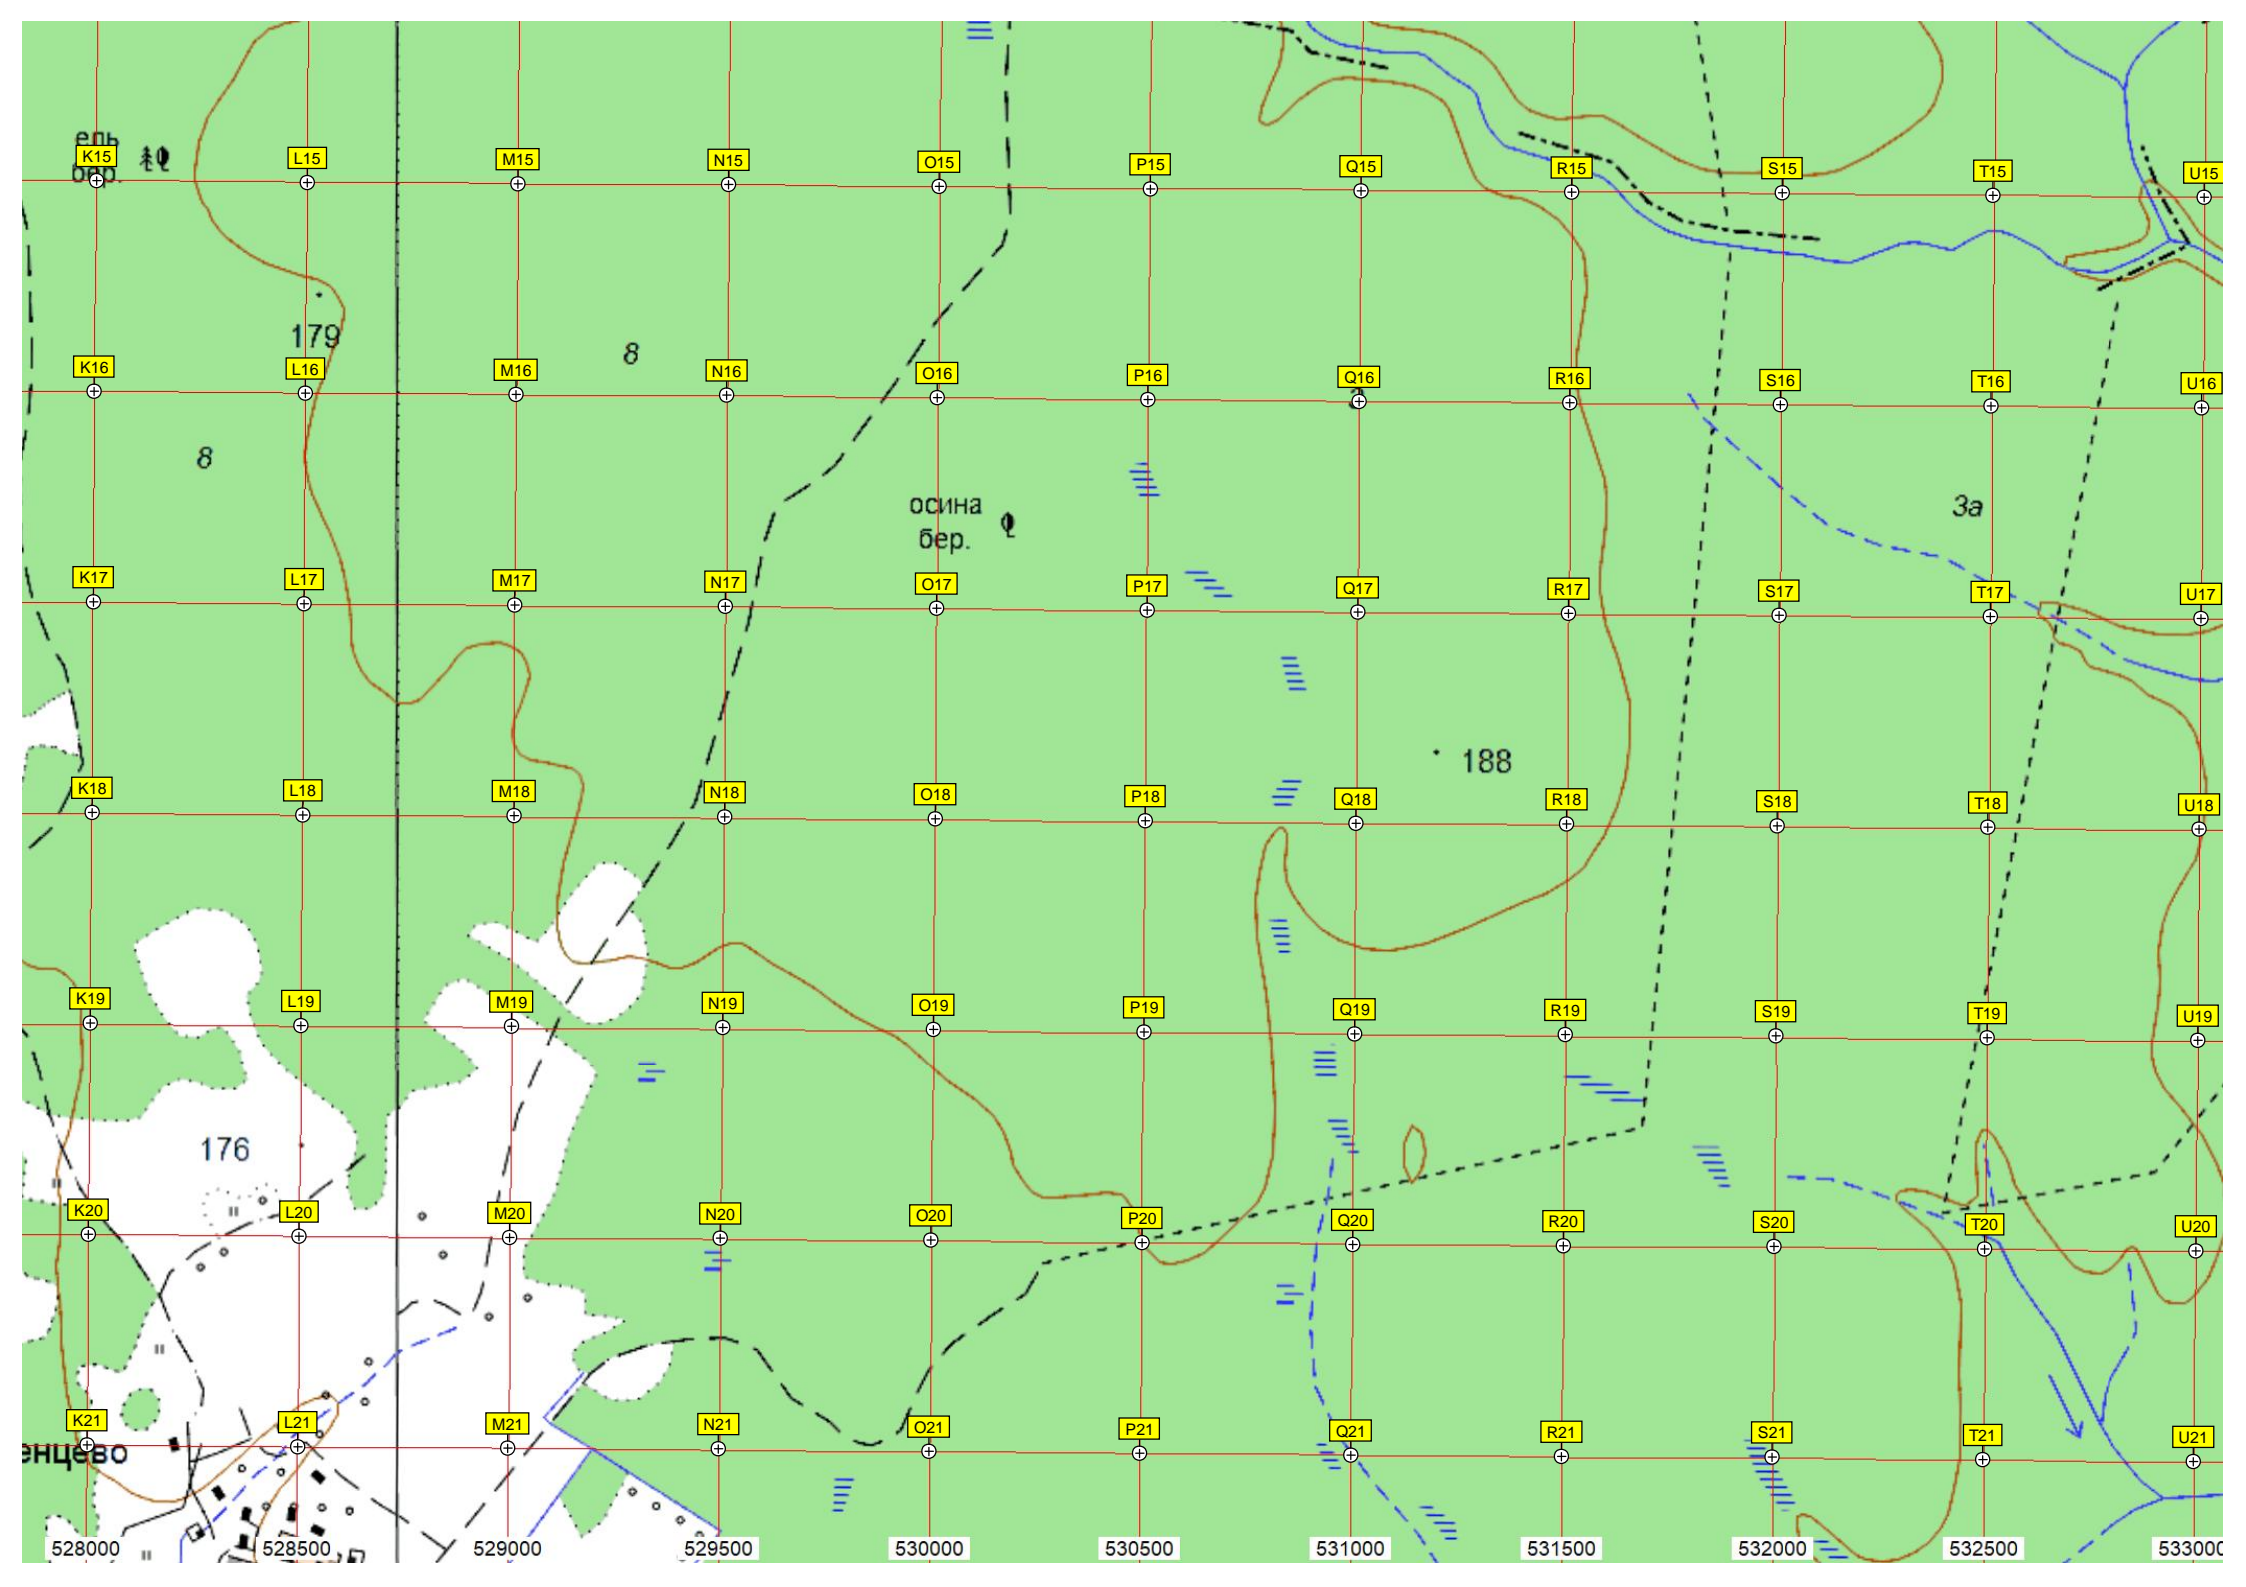 ель
K15 L15 M15 N15 O15 P15 Q15 R15 S15 T15 U15
бер.
179
8
K16 L16 M16 N16 O16 P16 Q16 R16 S16 T16 U16
8
осина
3а
бер.
K17 L17 M17 N17 O17 P17 Q17 R17 S17 T17 U17
188
K18 L18 M18 N18 O18 P18 Q18 R18 S18 T18 U18
K19 L19 M19 N19 O19 P19 Q19 R19 S19 T19 U19
176
K20 L20 M20 N20 O20 P20 Q20 R20 S20 T20 U20
K21 L21 M21 N21 O21 P21 Q21 R21 S21 T21 U21
енцево
528000 528500 529000 529500 530000 530500 531000 531500 532000 532500 533000